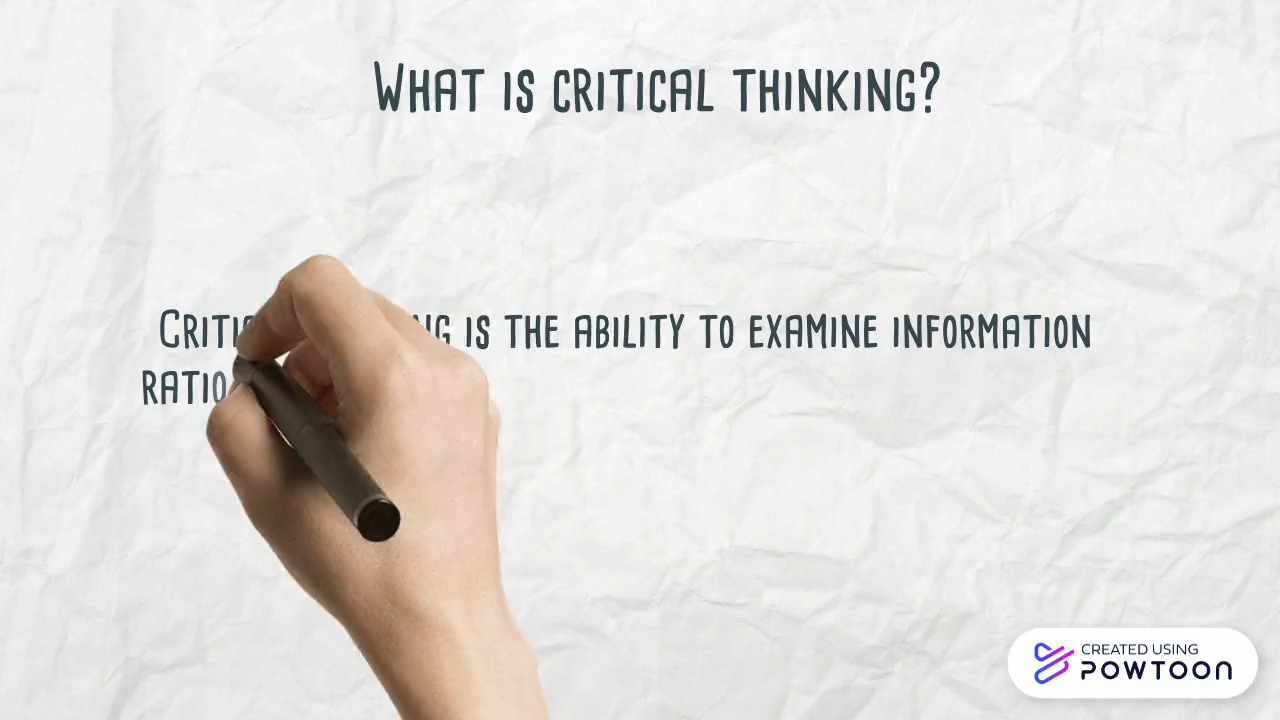 What is critical thinking?
is the ability to examine information
CREATED USING
POWTOON